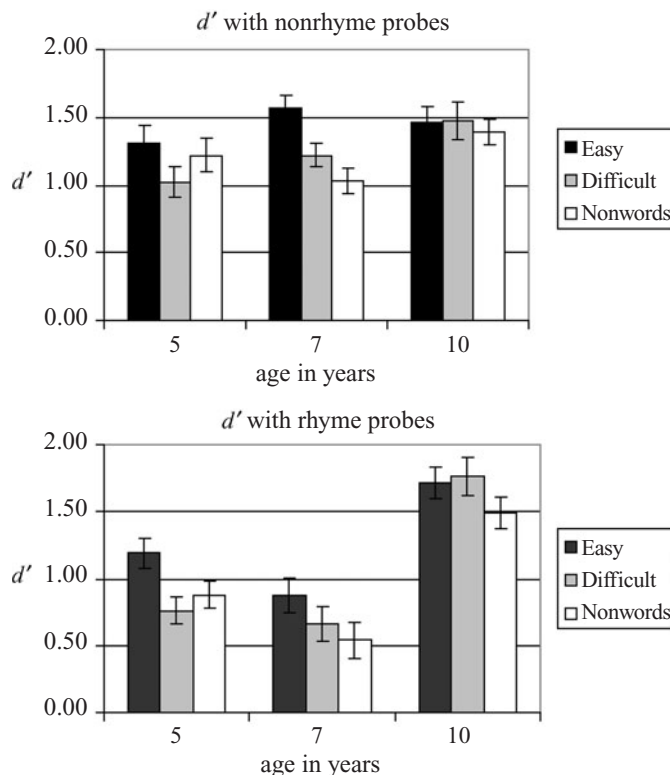 d′ with nonrhyme probes
2.00
1.50
1.00
0.50
0.00
d′
5 7 10
age in years
Easy
Difficult
Nonwords
d′ with rhyme probes
2.00
1.50
1.00
0.50
0.00
d′
5 7 10
age in years
Easy
Difficult
Nonwords